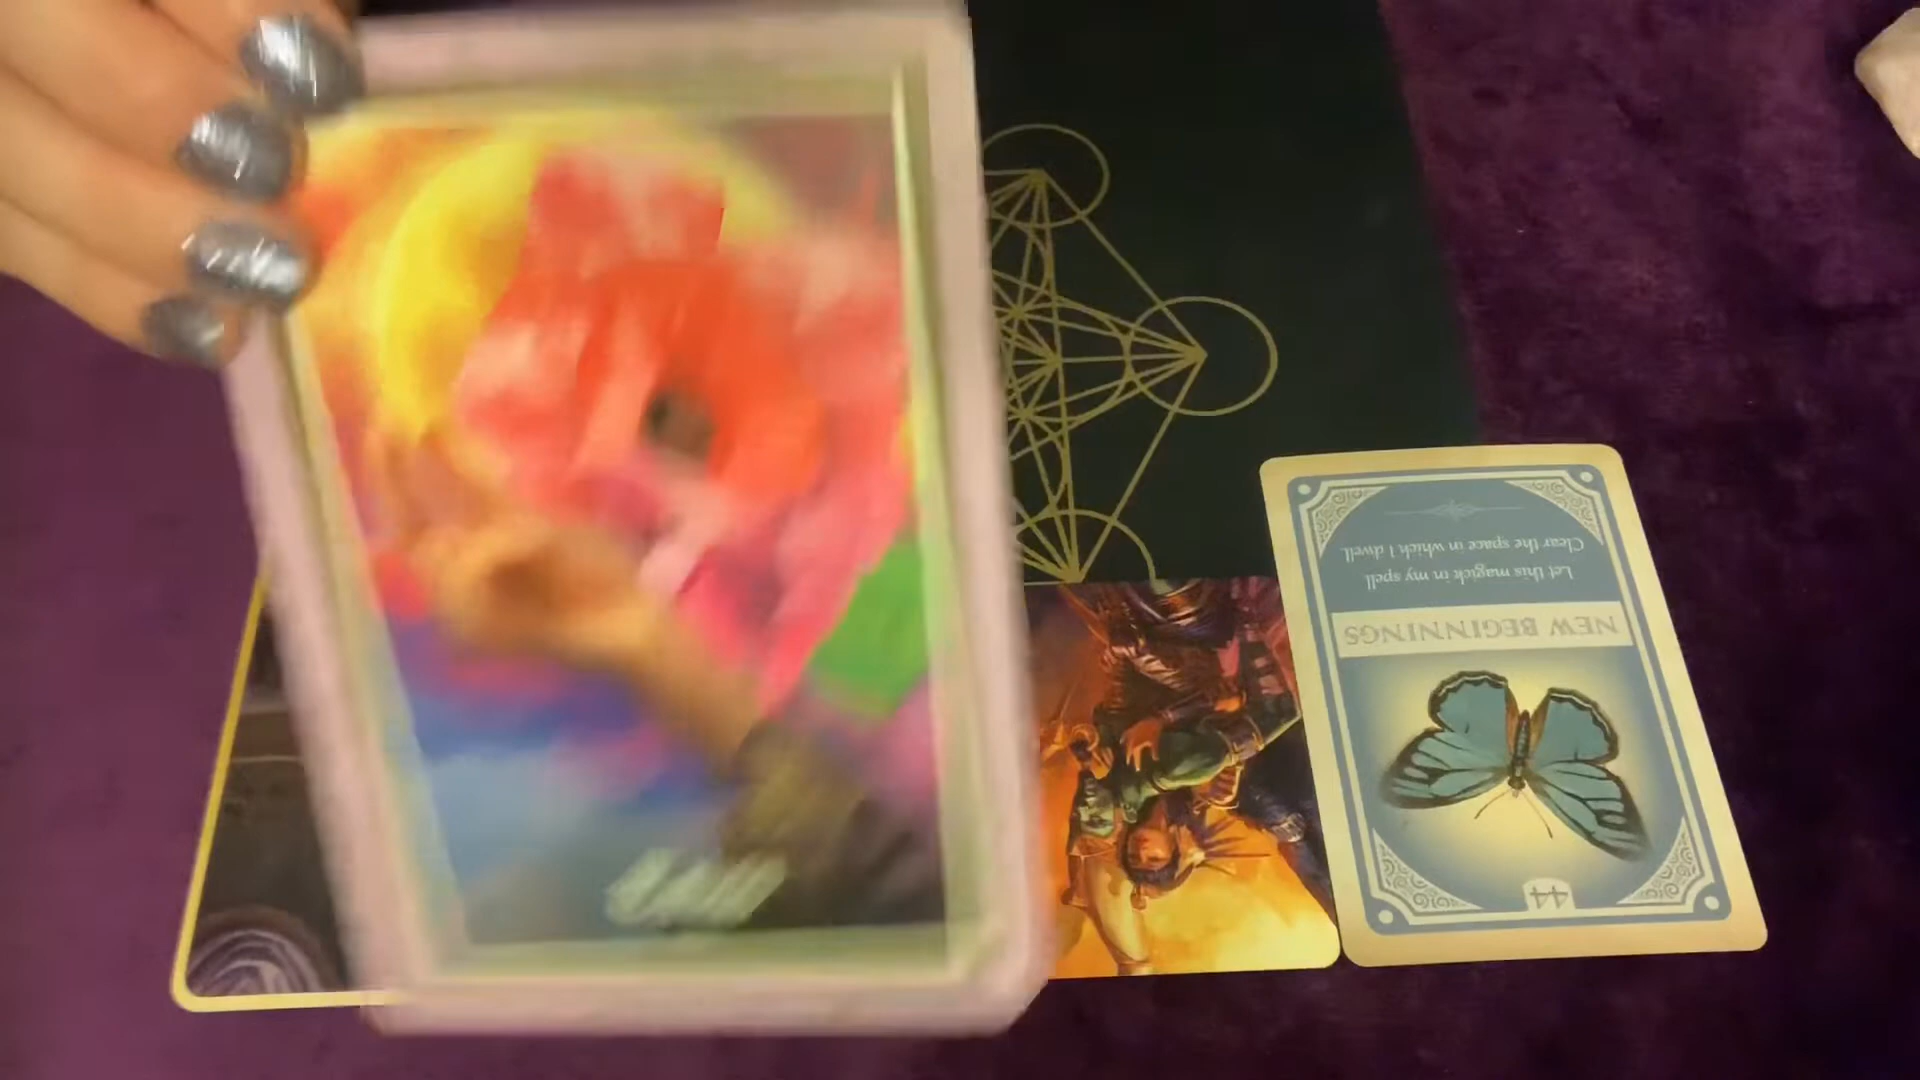 44
NEW BEGINNINGS
Let this magick in my spell
Clear the space in which I dwell.